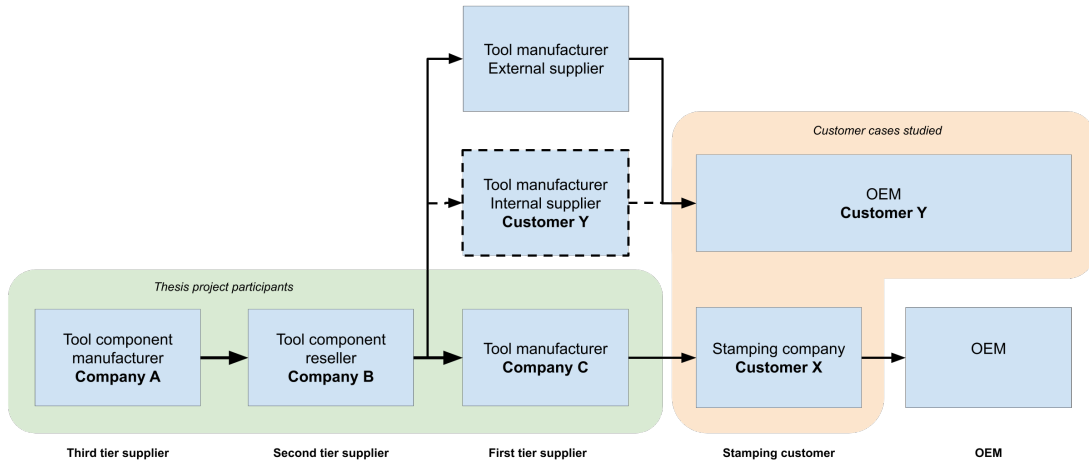 Tool manufacturer
External supplier
Customer cases studied
Tool manufacturer
Internal supplier
Customer Y
OEM
Customer Y
Thesis project participants
Tool component
manufacturer
Company A
Tool component
reseller
Company B
Tool manufacturer
Company C
Stamping company
Customer X
OEM
Third tier supplier
Second tier supplier
First tier supplier
Stamping customer
OEM